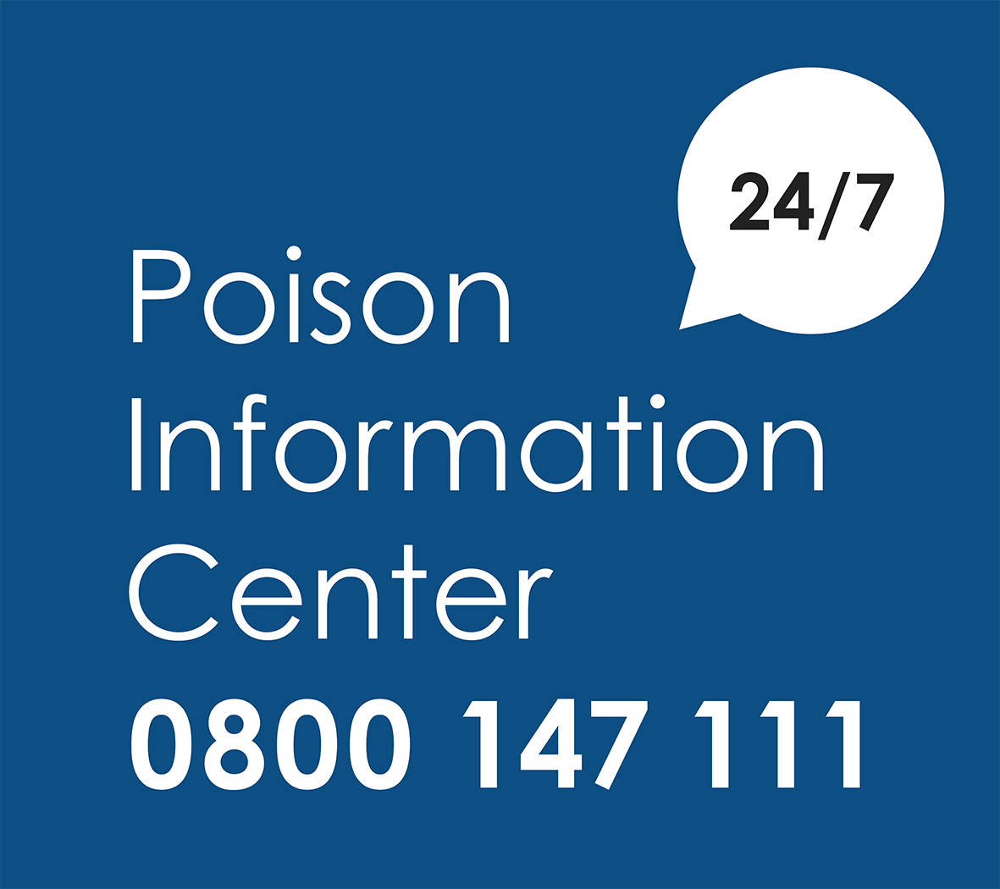 24/7
Poison
Information
Center
0800 147 111